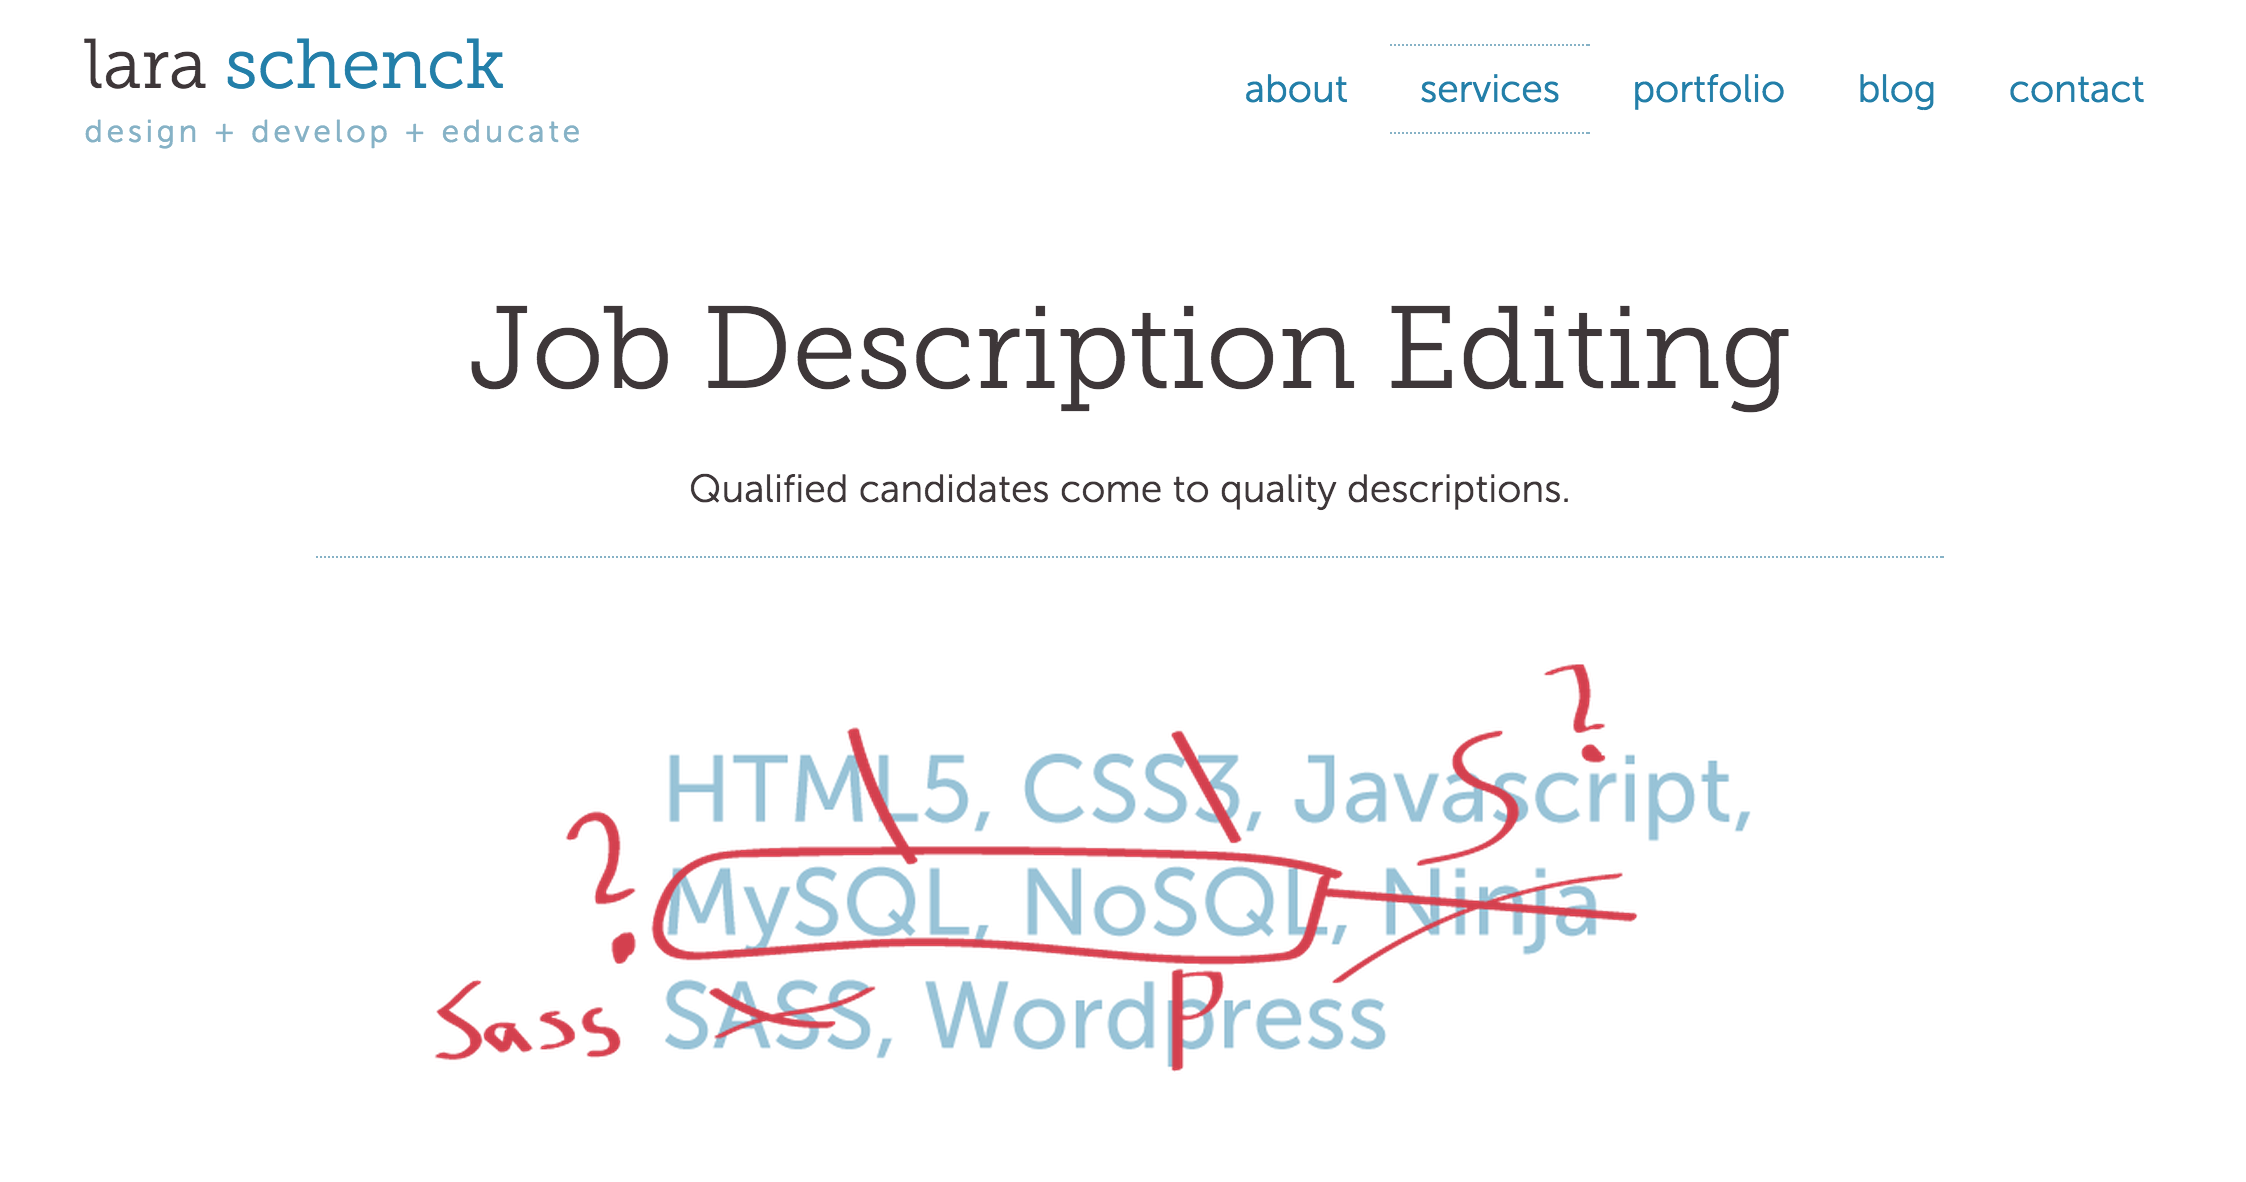 lara schenck
design + develop + educate
about services portfolio blog contact
Job Description Editing
Qualified candidates come to quality descriptions.
?
S
HTML5, CSS3, Javascript,
?
MySQL, NoSQL, Ninja
P
Sass SASS, Wordpress